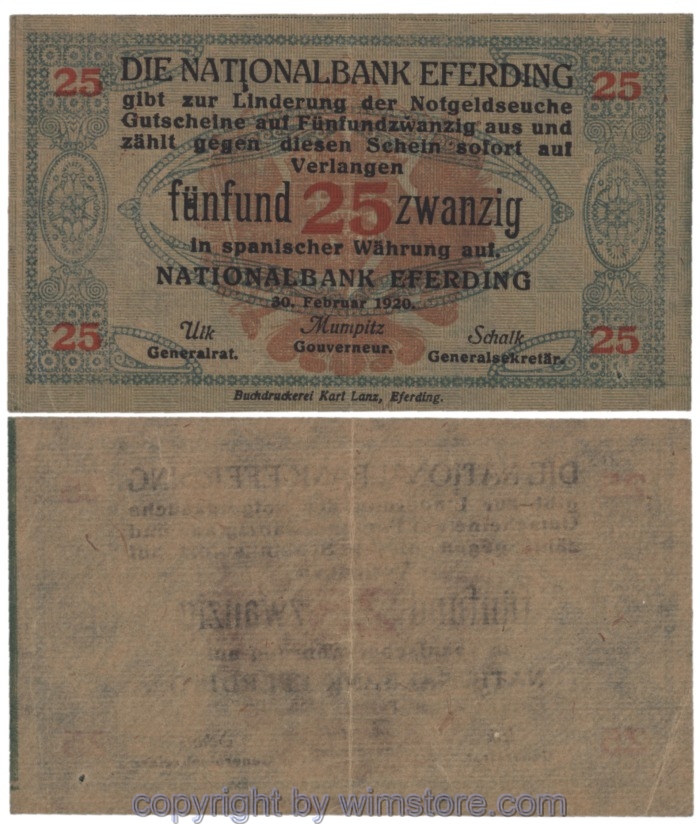 25 DIE NATIONALBANK EFERDING 25
gibt zur Linderung der Notgeldseuche
Gutscheine auf Fünfundzwanzig aus und
zählt gegen diesen Schein sofort auf
Verlangen
fünfund 25 zwanzig
in spanischer Währung auf.
NATIONALBANK EFERDING
30. Februar 1920.
25 Ulk Mumpitz Schalk 25
Generalrat. Gouverneur. Generalsekretär.
Buchdruckerei Karl Lanz, Eferding.
copyright by wimstore.com